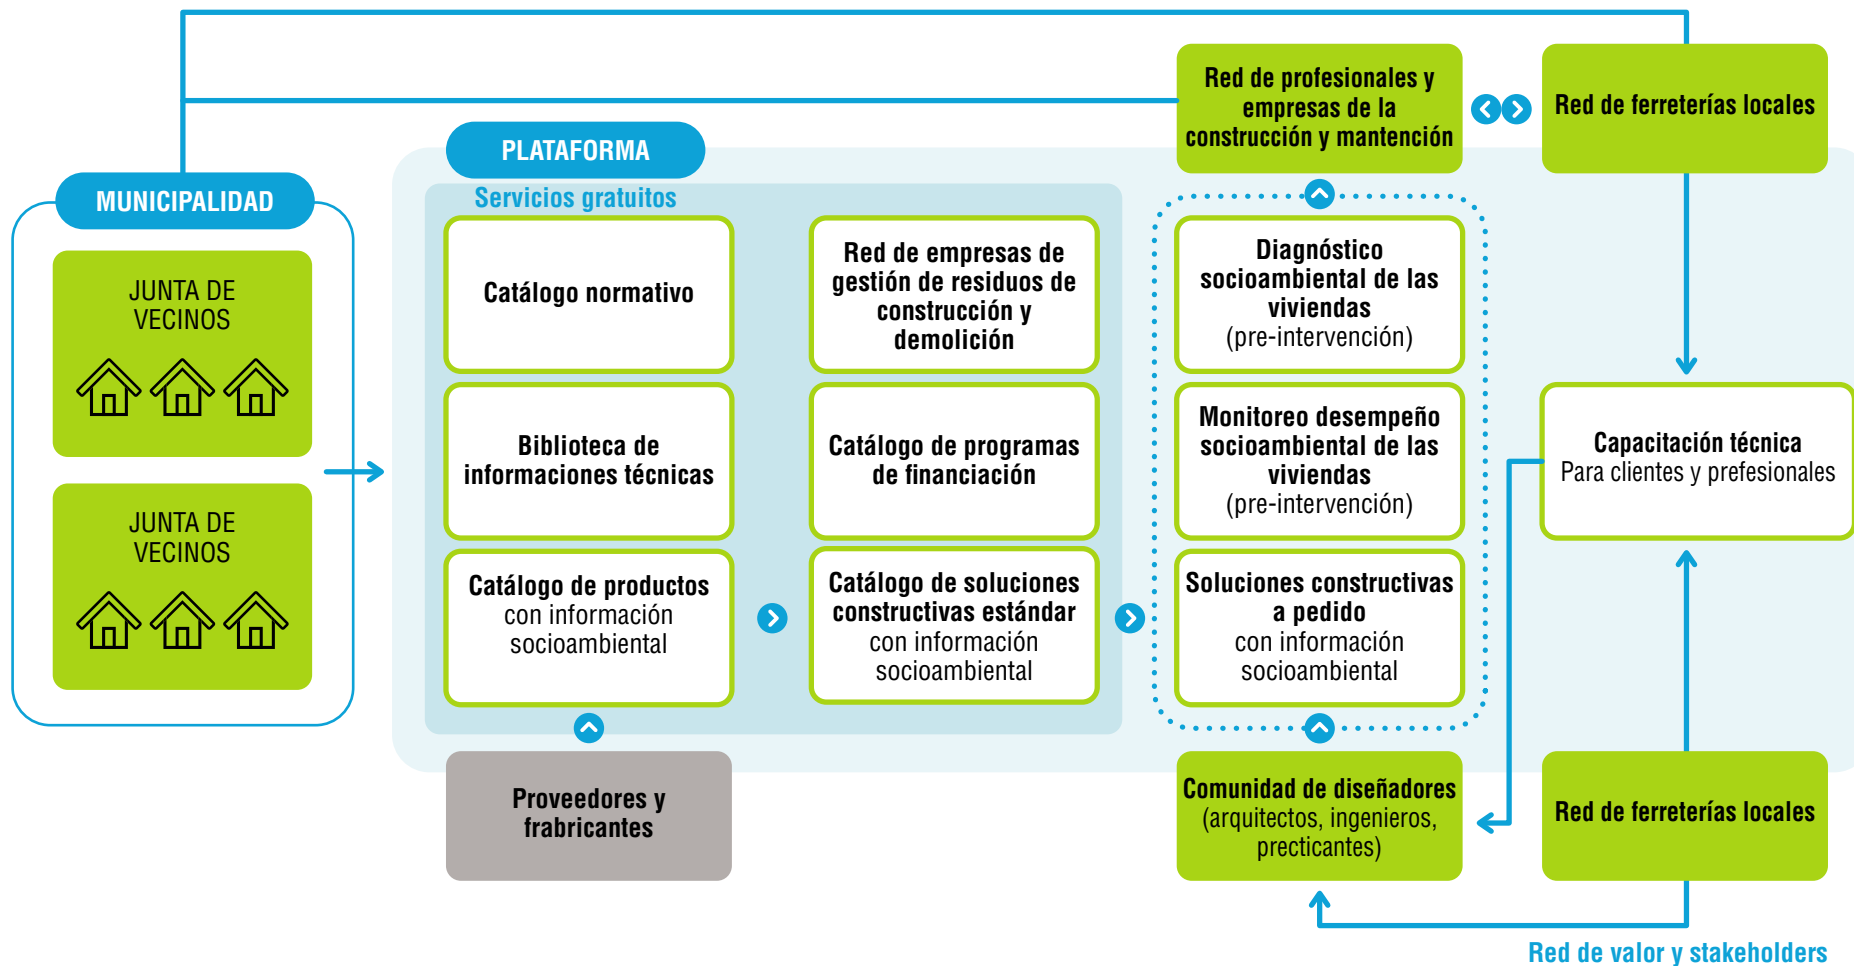 MUNICIPALIDAD
JUNTA DE
VECINOS
JUNTA DE
VECINOS
PLATAFORMA
Servicios gratuitos
Catálogo normativo
Biblioteca de
informaciones técnicas
Catálogo de productos
con información
socioambiental
Red de empresas de
gestión de residuos de
construcción y
demolición
Catálogo de programas
de financiación
Catálogo de soluciones
constructivas estándar
con información
socioambiental
Proveedores y
frabricantes
Red de profesionales y
empresas de la
construcción y mantención
Diagnóstico
socioambiental de las
viviendas
(pre-intervención)
Monitoreo desempeño
socioambiental de las
viviendas
(pre-intervención)
Soluciones constructivas
a pedido
con información
socioambiental
Comunidad de diseñadores
(arquitectos, ingenieros,
precticantes)
Red de ferreterías locales
Capacitación técnica
Para clientes y prefesionales
Red de ferreterías locales
Red de valor y stakeholders